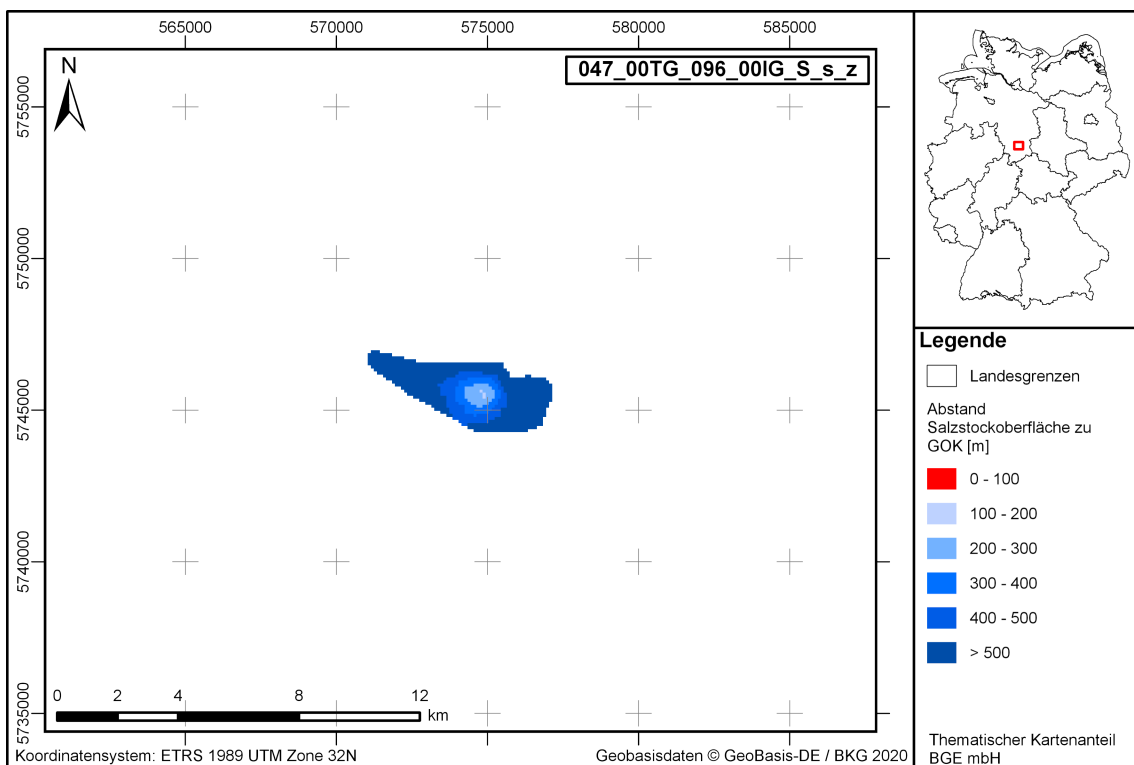 565000 570000 575000 580000 585000
047_00TG_096_00IG_S_s_z
N
5755000
5750000
5745000
5740000
5735000
0 2 4 8 12
km
Koordinatensystem: ETRS 1989 UTM Zone 32N
Geobasisdaten © GeoBasis-DE / BKG 2020
Legende
Landesgrenzen
Abstand
Salzstockoberfläche zu
GOK [m]
0 - 100
100 - 200
200 - 300
300 - 400
400 - 500
> 500
Thematischer Kartenanteil
BGE mbH